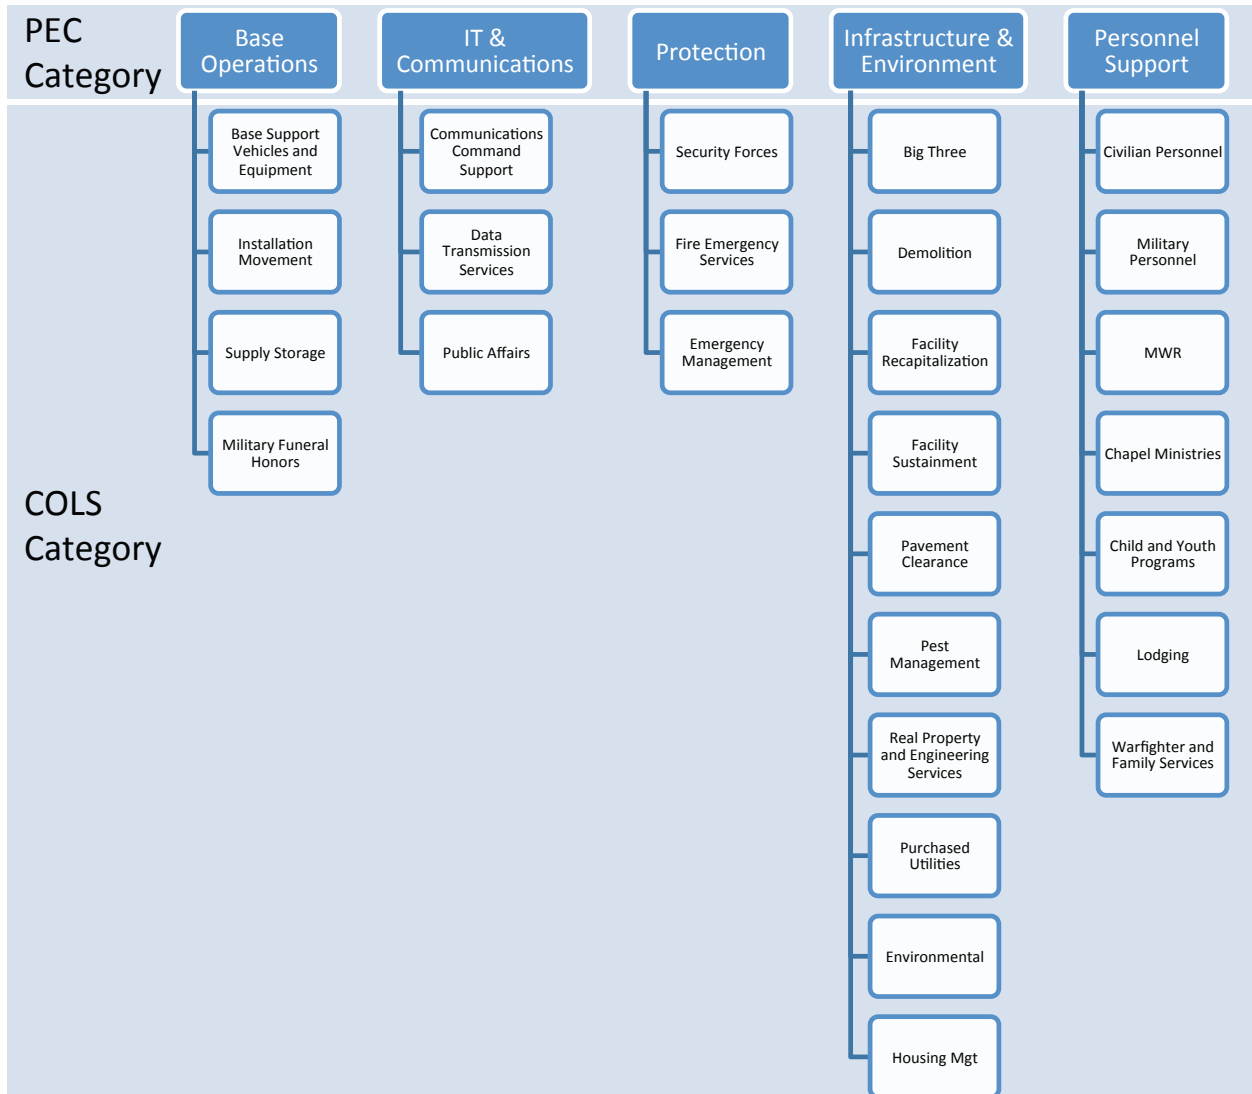 PEC
Category
Base
Operations
IT &
Communications
Protection
Infrastructure &
Environment
Personnel
Support
COLS
Category
Base Support
Vehicles and
Equipment
Installation
Movement
Supply Storage
Military Funeral
Honors
Communications
Command
Support
Data
Transmission
Services
Public Affairs
Security Forces
Fire Emergency
Services
Emergency
Management
Big Three
Demolition
Facility
Recapitalization
Facility
Sustainment
Pavement
Clearance
Pest
Management
Real Property
and Engineering
Services
Purchased
Utilities
Environmental
Housing Mgt
Civilian Personnel
Military
Personnel
MWR
Chapel Ministries
Child and Youth
Programs
Lodging
Warfighter and
Family Services